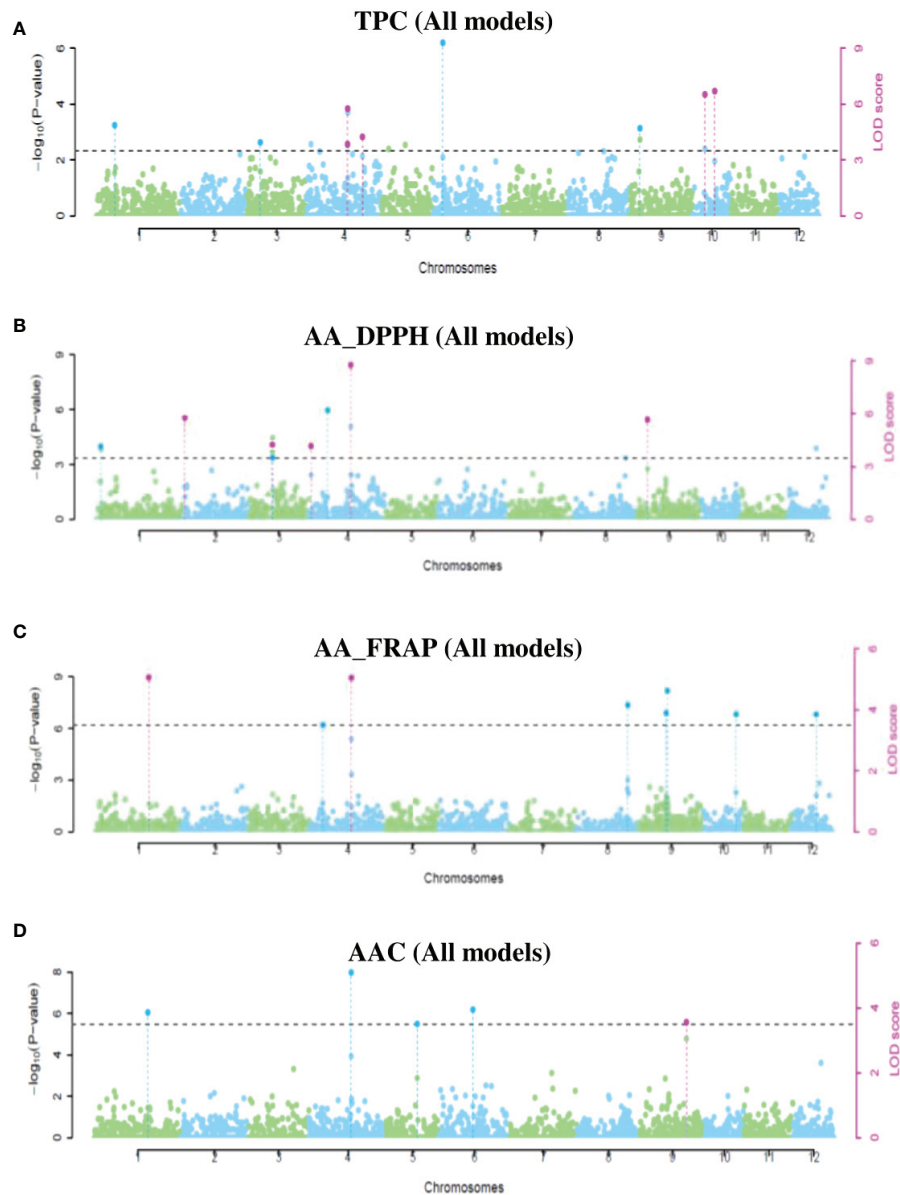 A
TPC (All models)
−log₁₀(P−value)
0 2 4 6
LOD score
0 3 6 9
1 2 3 4 5 6 7 8 9 10 11 12
Chromosomes
B
AA_DPPH (All models)
−log₁₀(P−value)
0 3 6 9
LOD score
0 3 6 9
1 2 3 4 5 6 7 8 9 10 11 12
Chromosomes
C
AA_FRAP (All models)
−log₁₀(P−value)
0 3 6 9
LOD score
0 2 4 6
1 2 3 4 5 6 7 8 9 10 11 12
Chromosomes
D
AAC (All models)
−log₁₀(P−value)
0 2 4 6 8
LOD score
0 2 4 6
1 2 3 4 5 6 7 8 9 10 11 12
Chromosomes